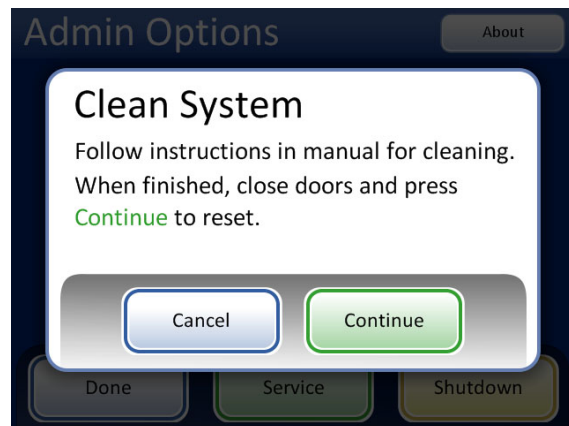 Admin Options
About
Clean System
Follow instructions in manual for cleaning.
When finished, close doors and press
Continue to reset.
Cancel
Continue
Done
Service
Shutdown